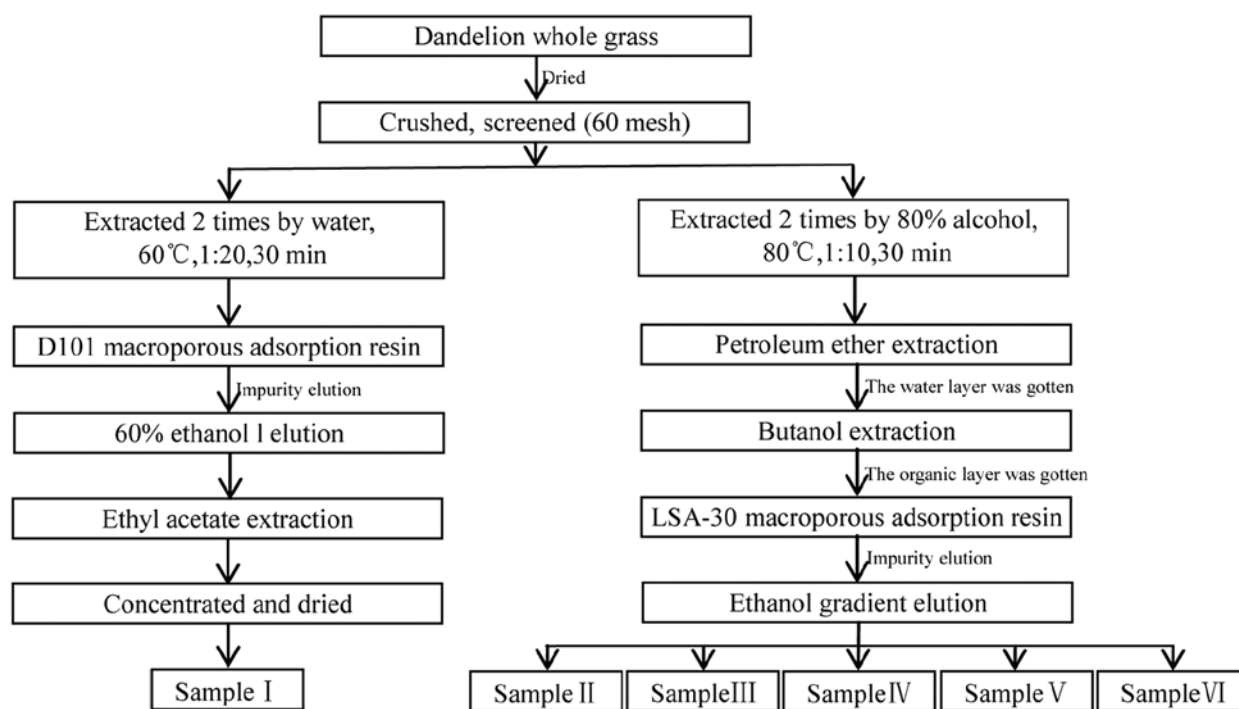 Dandelion whole grass
Dried
Crushed, screened (60 mesh)
Extracted 2 times by water,
60℃,1:20,30 min
D101 macroporous adsorption resin
Impurity elution
60% ethanol l elution
Ethyl acetate extraction
Concentrated and dried
Sample Ⅰ
Extracted 2 times by 80% alcohol,
80℃,1:10,30 min
Petroleum ether extraction
The water layer was gotten
Butanol extraction
The organic layer was gotten
LSA-30 macroporous adsorption resin
Impurity elution
Ethanol gradient elution
Sample Ⅱ
SampleⅢ
SampleⅣ
Sample Ⅴ
SampleⅥ